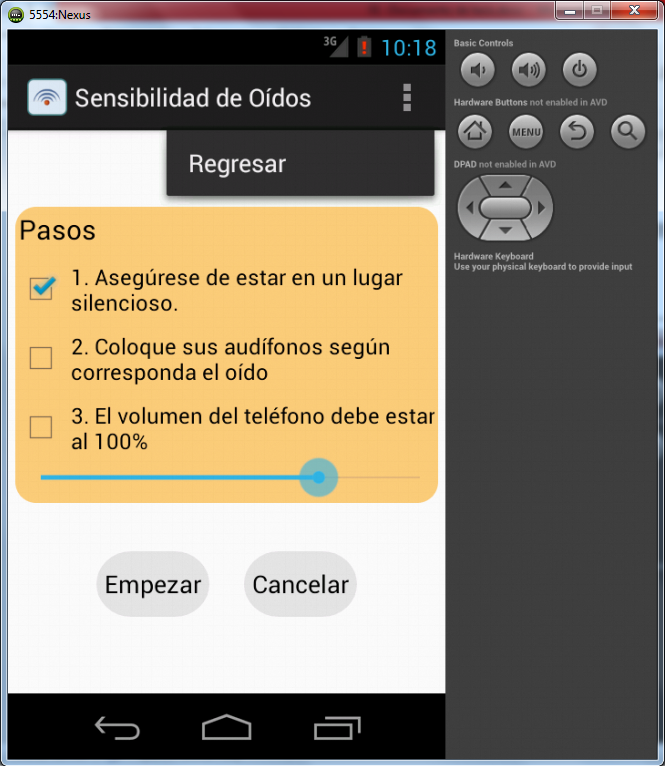 5554:Nexus
3G
10:18
Sensibilidad de Oídos
Regresar
Pasos
1. Asegúrese de estar en un lugar
silencioso.
2. Coloque sus audífonos según
corresponda el oído
3. El volumen del teléfono debe estar
al 100%
Empezar
Cancelar
Basic Controls
Hardware Buttons not enabled in AVD
MENU
DPAD not enabled in AVD
Hardware Keyboard
Use your physical keyboard to provide input